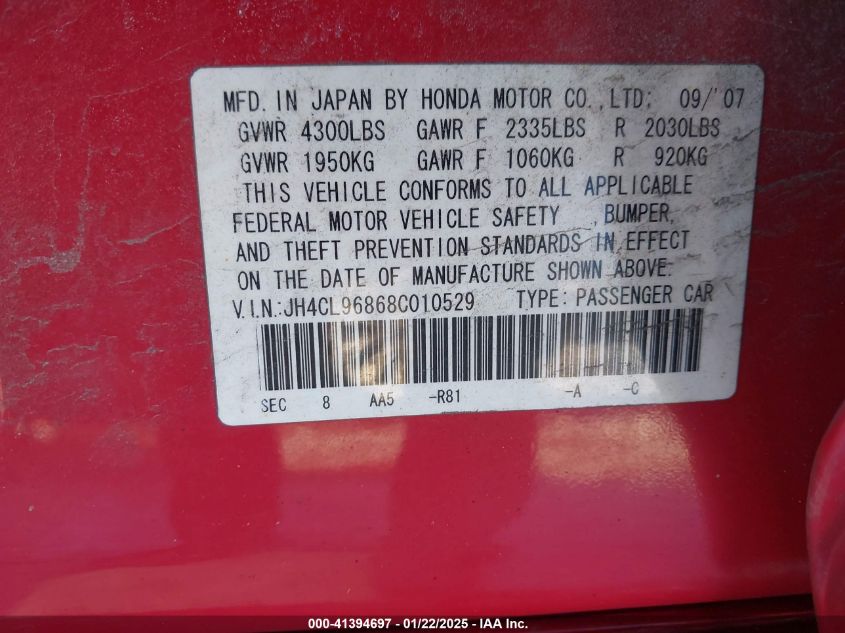 MFD. IN JAPAN BY HONDA MOTOR CO.,LTD. 09/'07
GVWR 4300LBS GAWR F 2335LBS R 2030LBS
GVWR 1950KG GAWR F 1060KG R 920KG
THIS VEHICLE CONFORMS TO ALL APPLICABLE
FEDERAL MOTOR VEHICLE SAFETY ,BUMPER,
AND THEFT PREVENTION STANDARDS IN EFFECT
ON THE DATE OF MANUFACTURE SHOWN ABOVE.
V.I.N.:JH4CL96868C010529 TYPE: PASSENGER CAR
SEC 8 AA5 -R81 -A -C
000-41394697 - 01/22/2025 - IAA Inc.